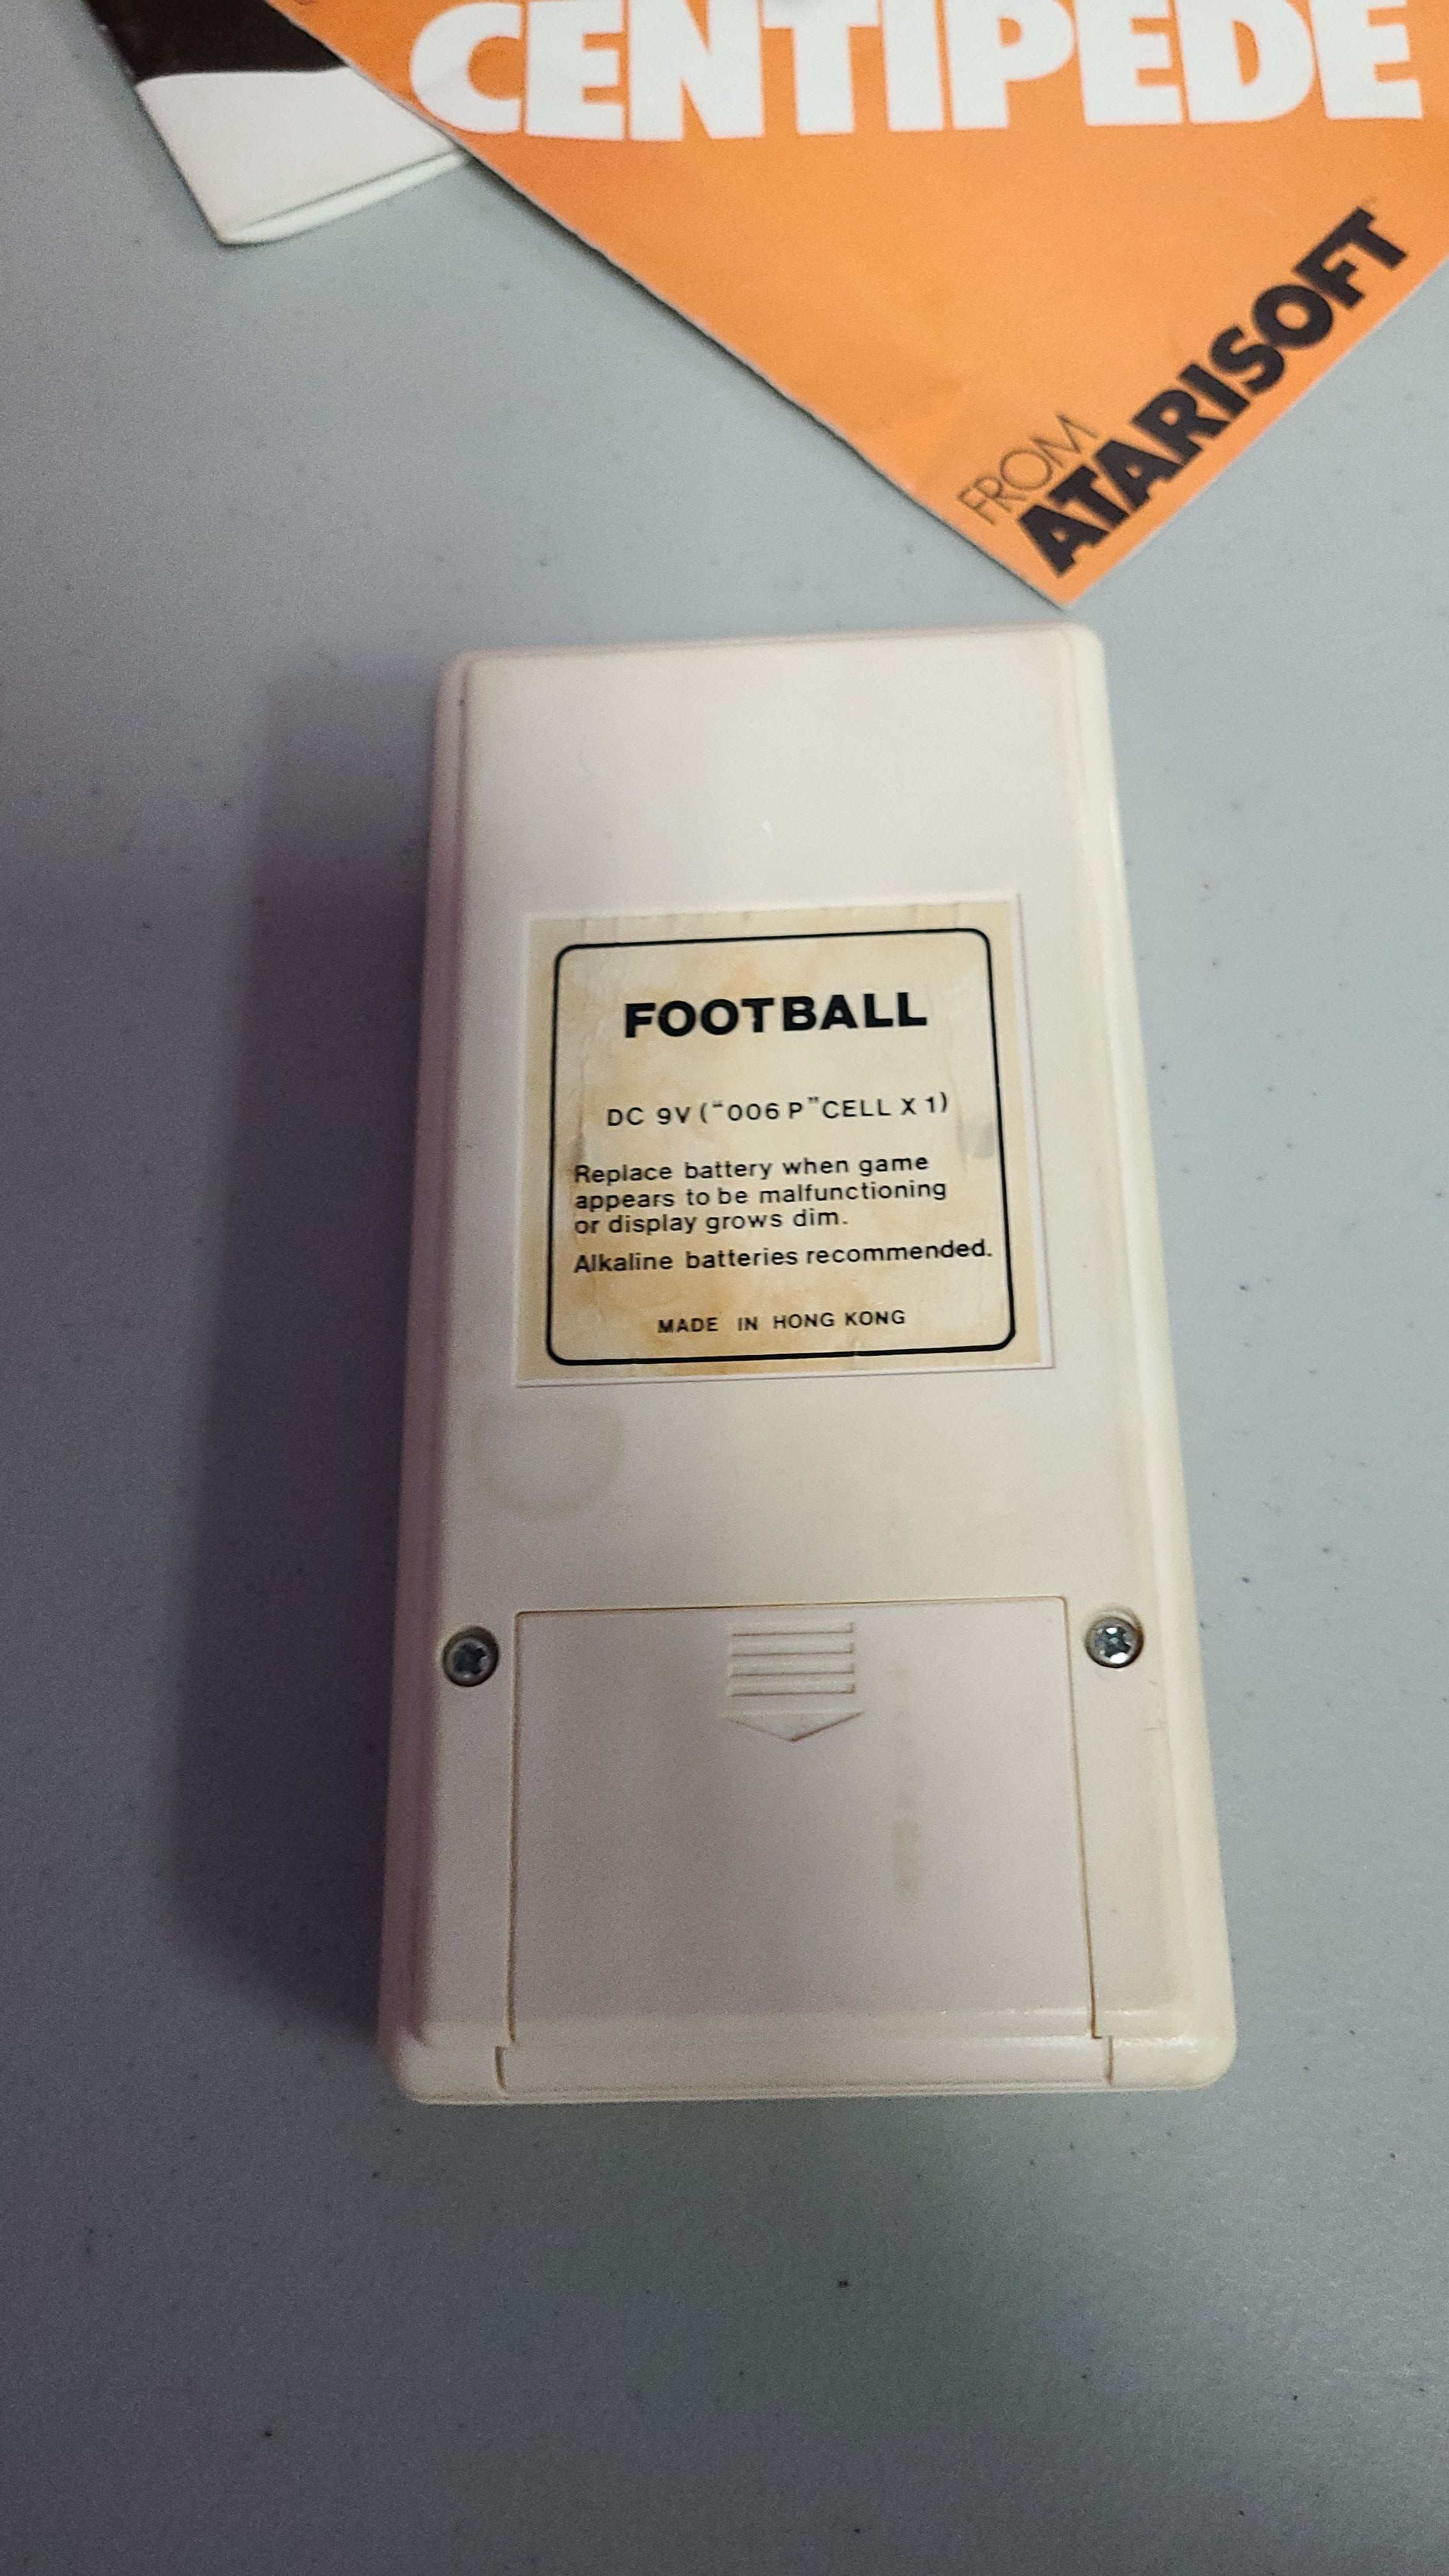 CENTIPEDE
FROM
ATARISOFT
FOOTBALL
DC 9V (“006 P” CELL X 1)
Replace battery when game
appears to be malfunctioning
or display grows dim.
Alkaline batteries recommended.
MADE IN HONG KONG